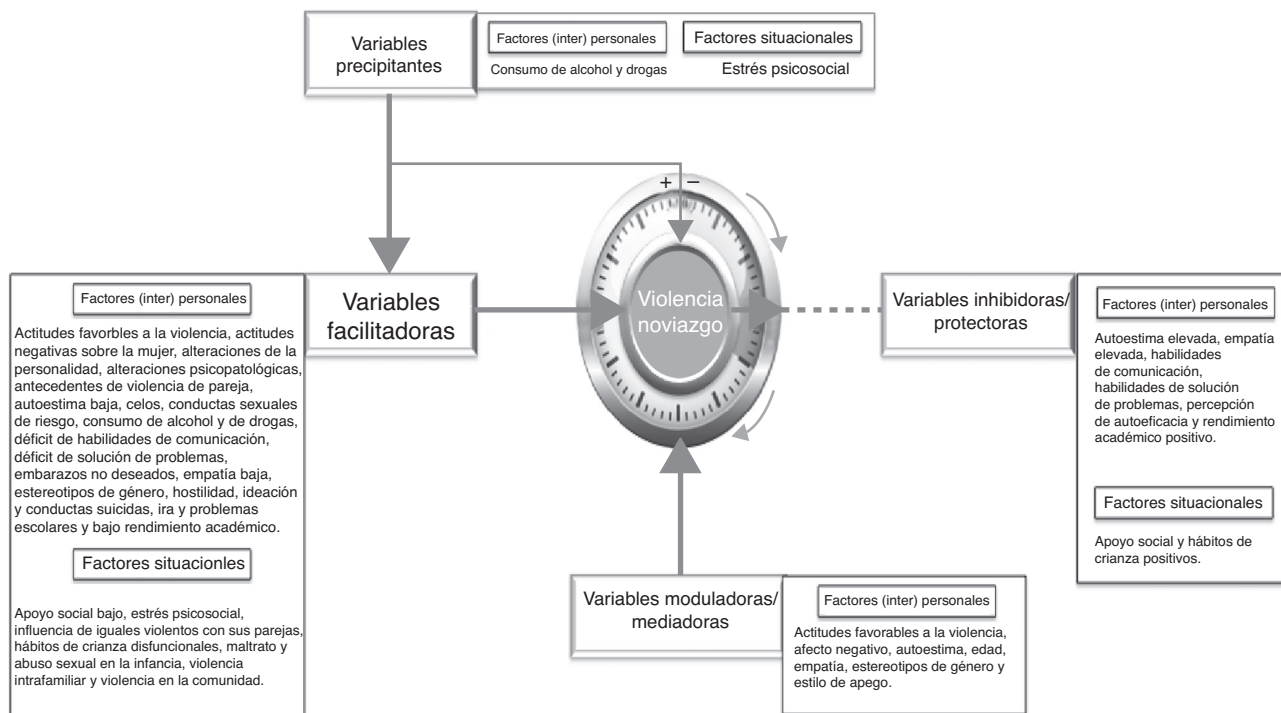 Variables
precipitantes
Factores (inter) personales
Consumo de alcohol y drogas
Factores situacionales
Estrés psicosocial
+ −
Variables
facilitadoras
Factores (inter) personales
Actitudes favorbles a la violencia, actitudes
negativas sobre la mujer, alteraciones de la
personalidad, alteraciones psicopatológicas,
antecedentes de violencia de pareja,
autoestima baja, celos, conductas sexuales
de riesgo, consumo de alcohol y de drogas,
déficit de habilidades de comunicación,
déficit de solución de problemas,
embarazos no deseados, empatía baja,
estereotipos de género, hostilidad, ideación
y conductas suicidas, ira y problemas
escolares y bajo rendimiento académico.
Factores situacionles
Apoyo social bajo, estrés psicosocial,
influencia de iguales violentos con sus parejas,
hábitos de crianza disfuncionales, maltrato y
abuso sexual en la infancia, violencia
intrafamiliar y violencia en la comunidad.
Violencia
noviazgo
Variables inhibidoras/
protectoras
Factores (inter) personales
Autoestima elevada, empatía
elevada, habilidades
de comunicación,
habilidades de solución
de problemas, percepción
de autoeficacia y rendimiento
académico positivo.
Factores situacionales
Apoyo social y hábitos de
crianza positivos.
Variables moduladoras/
mediadoras
Factores (inter) personales
Actitudes favorables a la violencia,
afecto negativo, autoestima, edad,
empatía, estereotipos de género y
estilo de apego.